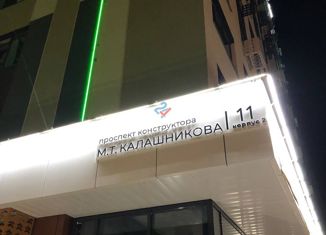 проспект конструктора
М.Т. КАЛАШНИКОВА
11
корпус 2